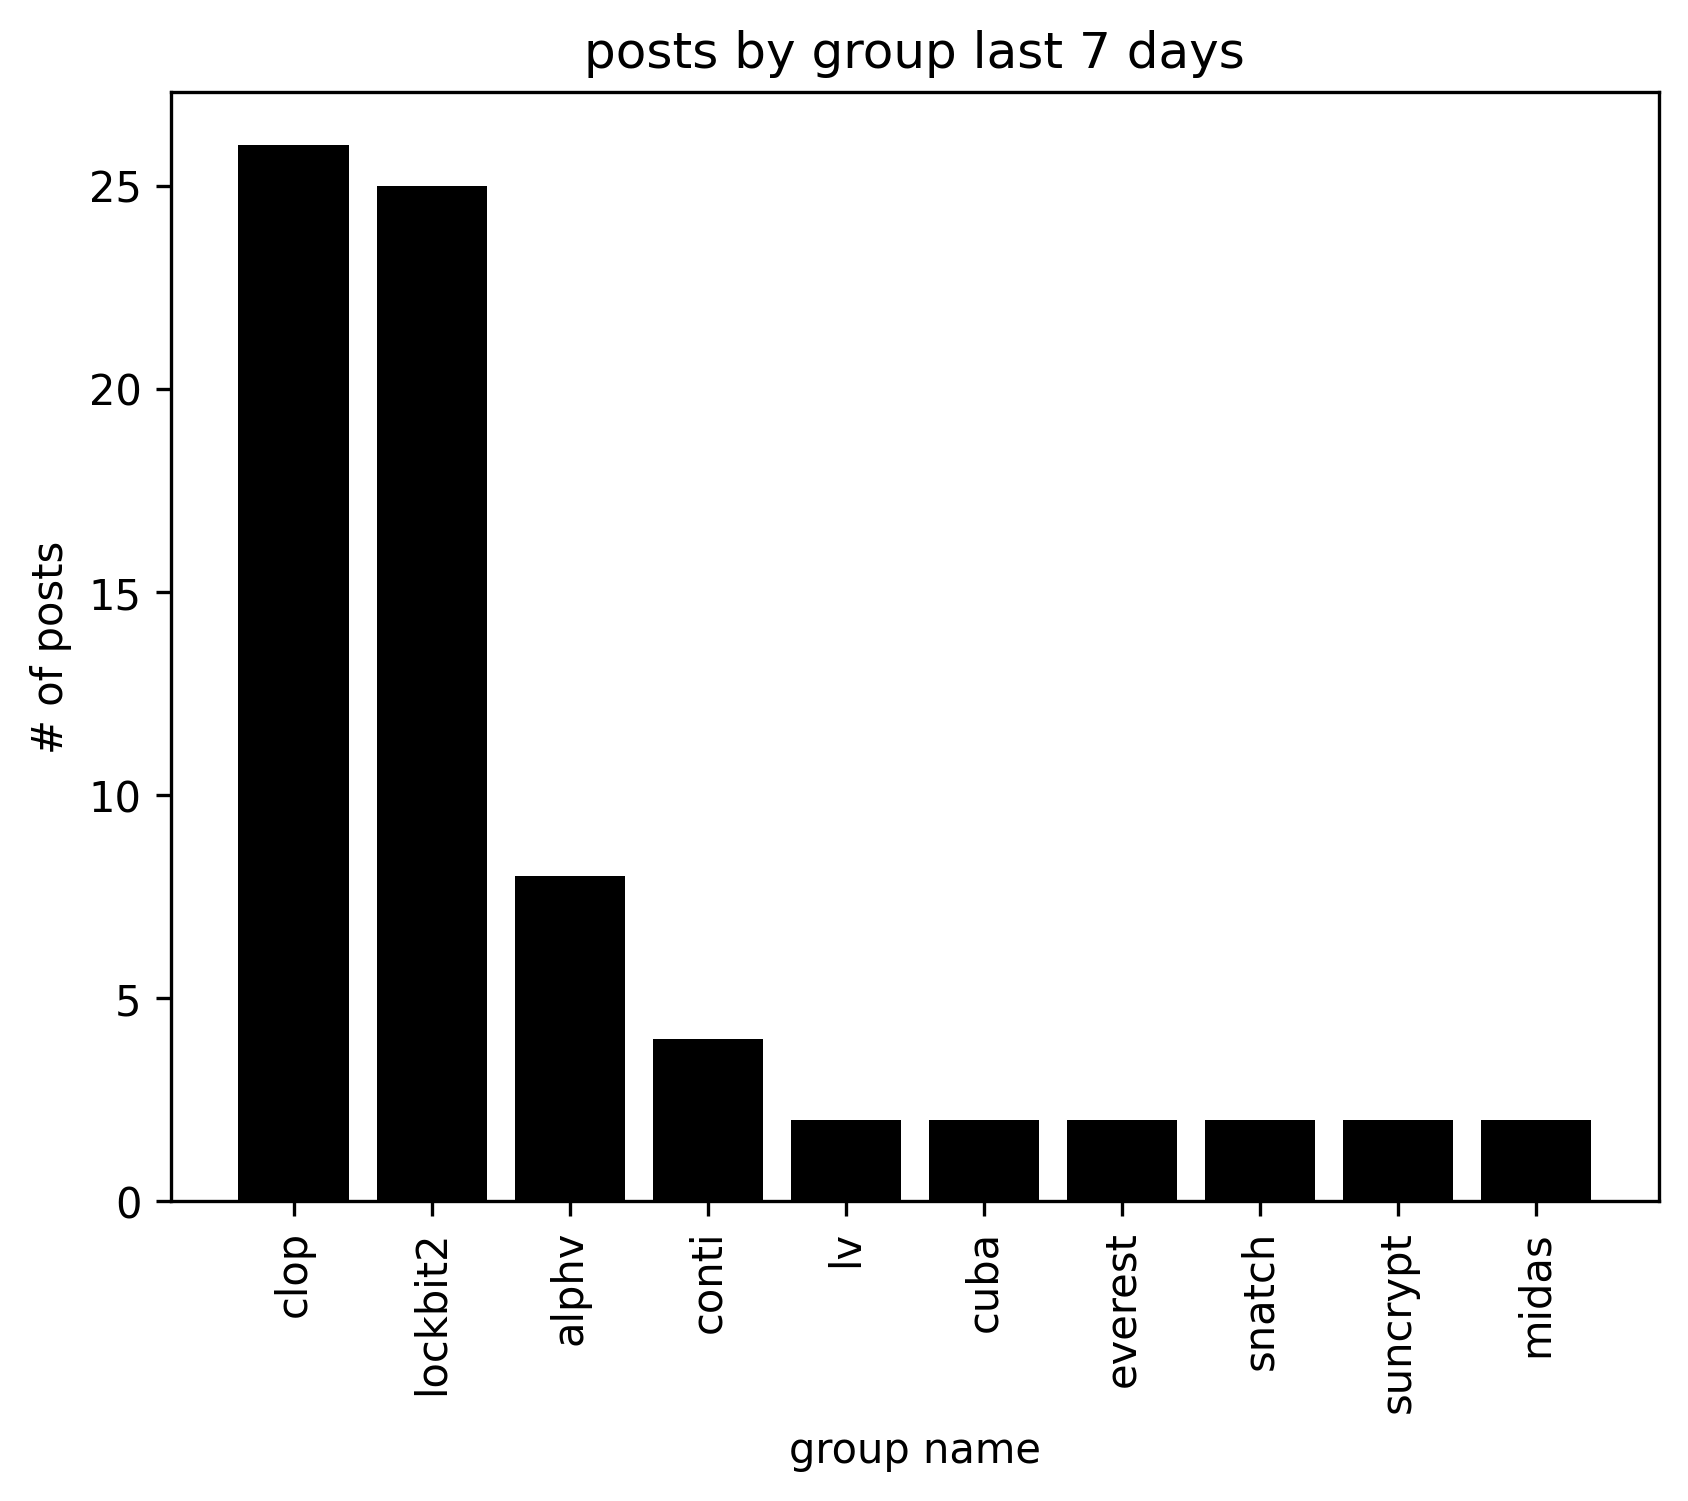 posts by group last 7 days
# of posts
25
20
15
10
5
0
clop
lockbit2
alphv
conti
lv
cuba
everest
snatch
suncrypt
midas
group name